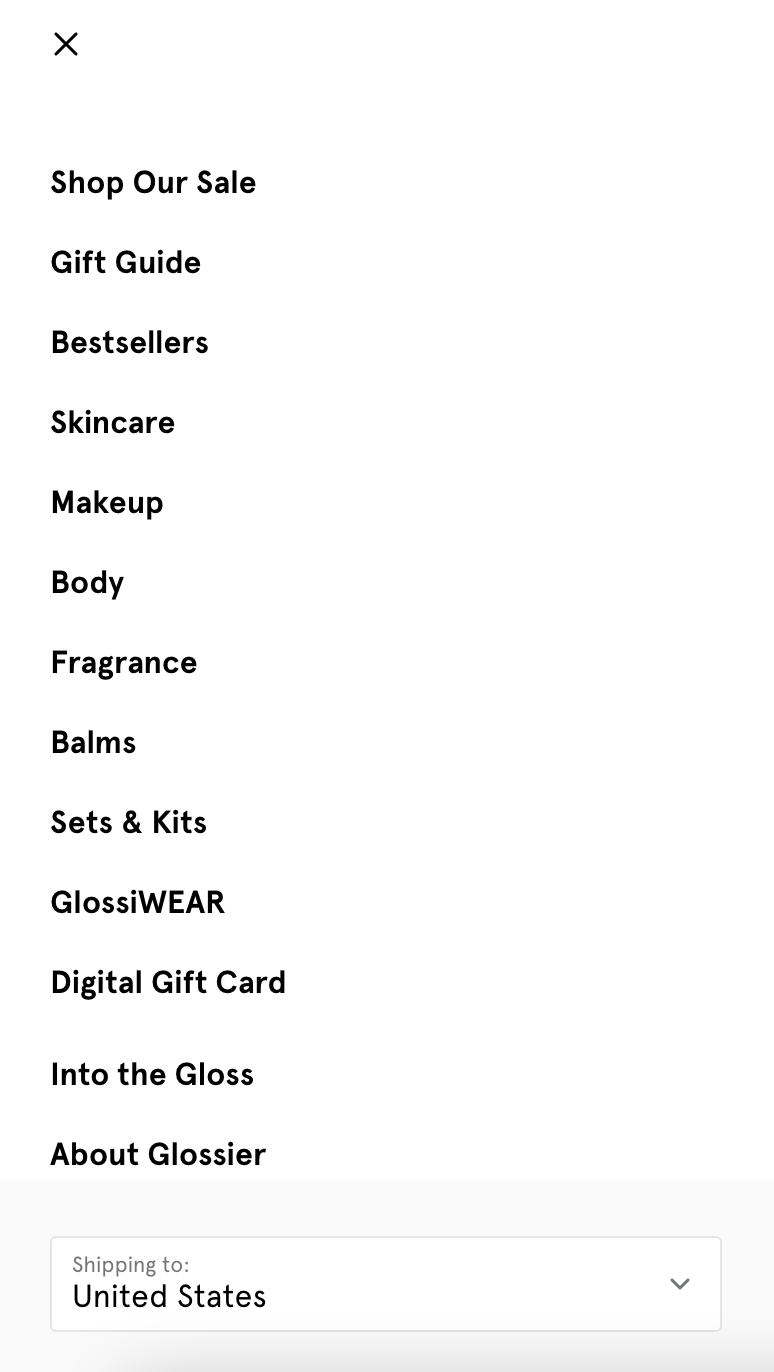 Shop Our Sale
Gift Guide
Bestsellers
Skincare
Makeup
Body
Fragrance
Balms
Sets & Kits
GlossiWEAR
Digital Gift Card
Into the Gloss
About Glossier
Shipping to:
United States